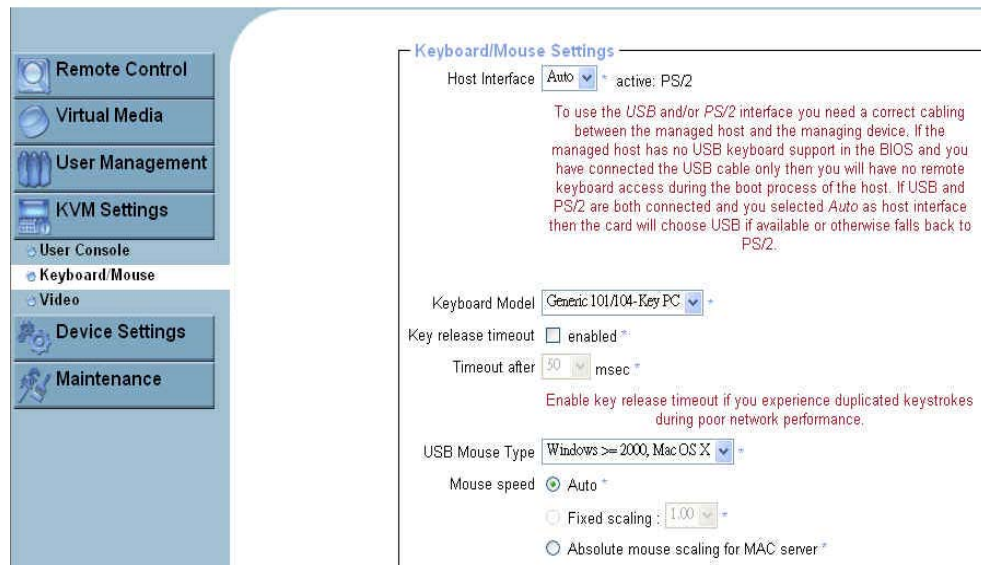 Remote Control
Virtual Media
User Management
KVM Settings
User Console
Keyboard/Mouse
Video
Device Settings
Maintenance
Keyboard/Mouse Settings
Host Interface Auto * active: PS/2
To use the USB and/or PS/2 interface you need a correct cabling
between the managed host and the managing device. If the
managed host has no USB keyboard support in the BIOS and you
have connected the USB cable only then you will have no remote
keyboard access during the boot process of the host. If USB and
PS/2 are both connected and you selected Auto as host interface
then the card will choose USB if available or otherwise falls back to
PS/2.
Keyboard Model Generic 101/104-Key PC *
Key release timeout enabled *
Timeout after 50 msec *
Enable key release timeout if you experience duplicated keystrokes
during poor network performance.
USB Mouse Type Windows >= 2000, Mac OS X *
Mouse speed Auto *
Fixed scaling : 1.00 *
Absolute mouse scaling for MAC server *